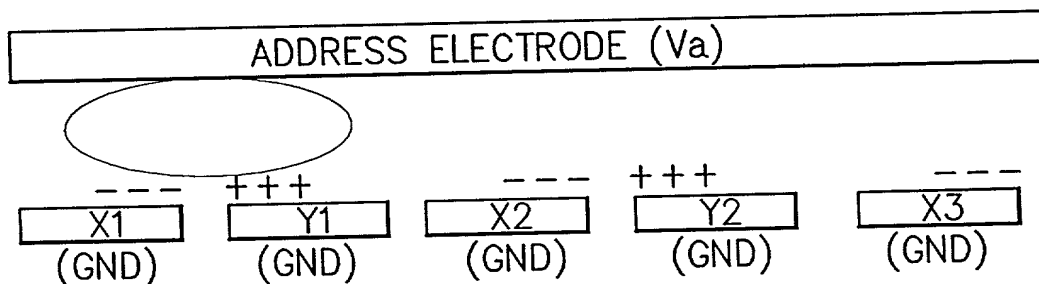 ADDRESS ELECTRODE (Va)
- - - + + + - - - + + + - - -
X1 Y1 X2 Y2 X3
(GND) (GND) (GND) (GND) (GND)